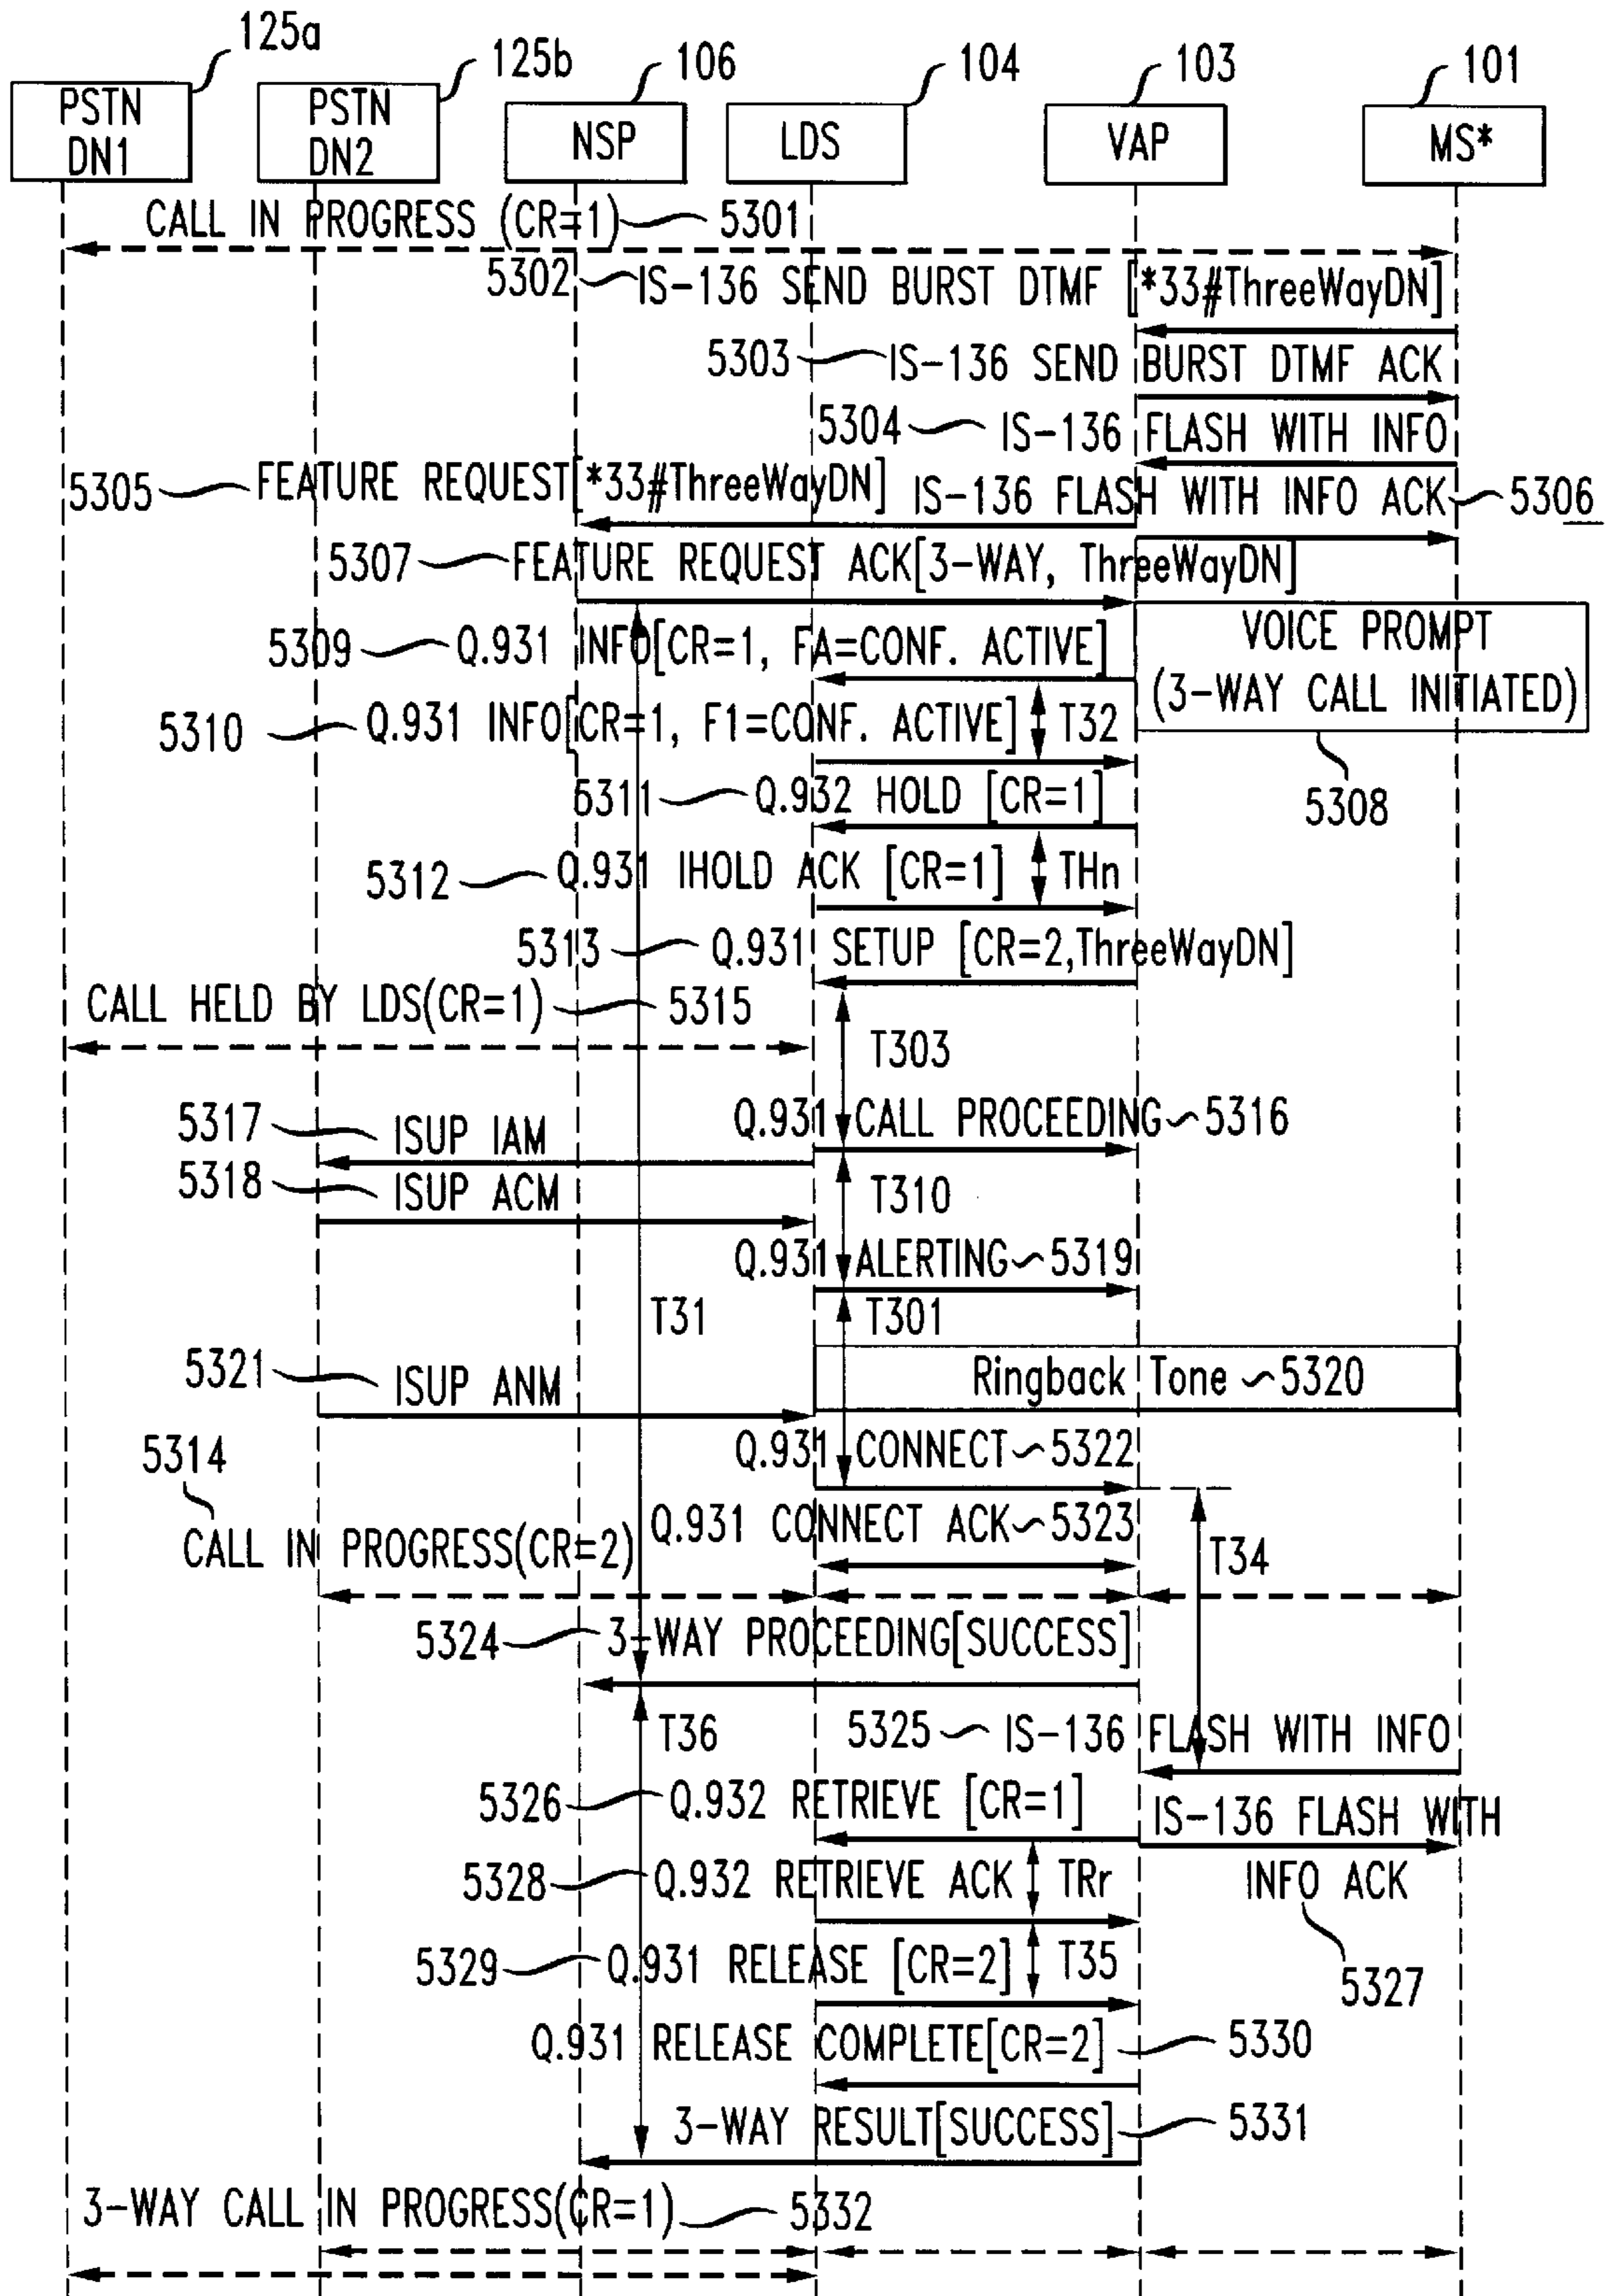 125a
125b
106
104
103
101
PSTN
DN1
PSTN
DN2
NSP
LDS
VAP
MS*
CALL IN PROGRESS (CR=1) 5301
5302 IS-136 SEND BURST DTMF [*33#ThreeWayDN]
5303 IS-136 SEND BURST DTMF ACK
5304 IS-136 FLASH WITH INFO
5305 FEATURE REQUEST[*33#ThreeWayDN] IS-136 FLASH WITH INFO ACK 5306
5307 FEATURE REQUEST ACK[3-WAY, ThreeWayDN]
VOICE PROMPT
(3-WAY CALL INITIATED)
5308
5309 Q.931 INFO[CR=1, FA=CONF. ACTIVE]
5310 Q.931 INFO[CR=1, F1=CONF. ACTIVE] T32
5311 Q.932 HOLD [CR=1]
5312 Q.931 IHOLD ACK [CR=1] THn
5313 Q.931 SETUP [CR=2,ThreeWayDN]
CALL HELD BY LDS(CR=1) 5315
T303
Q.931 CALL PROCEEDING 5316
5317 ISUP IAM
5318 ISUP ACM
T310
Q.931 ALERTING 5319
T31
T301
Ringback Tone 5320
5321 ISUP ANM
Q.931 CONNECT 5322
5314
Q.931 CONNECT ACK 5323
CALL IN PROGRESS(CR=2)
T34
5324 3-WAY PROCEEDING[SUCCESS]
T36
5325 IS-136 FLASH WITH INFO
5326 Q.932 RETRIEVE [CR=1]
IS-136 FLASH WITH
INFO ACK
5327
5328 Q.932 RETRIEVE ACK TRr
5329 Q.931 RELEASE [CR=2] T35
Q.931 RELEASE COMPLETE[CR=2] 5330
3-WAY RESULT[SUCCESS] 5331
3-WAY CALL IN PROGRESS(CR=1) 5332